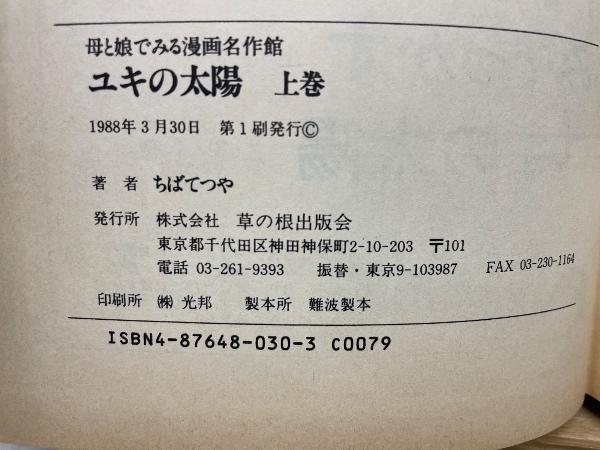 母と娘でみる漫画名作館
ユキの太陽 上巻
1988年3月30日 第1刷発行©
著者 ちばてつや
発行所 株式会社 草の根出版会
東京都千代田区神田神保町2-10-203 〒101
電話 03-261-9393 振替・東京9-103987 FAX 03-230-1164
印刷所 ㈱ 光邦 製本所 難波製本
ISBN4-87648-030-3 C0079